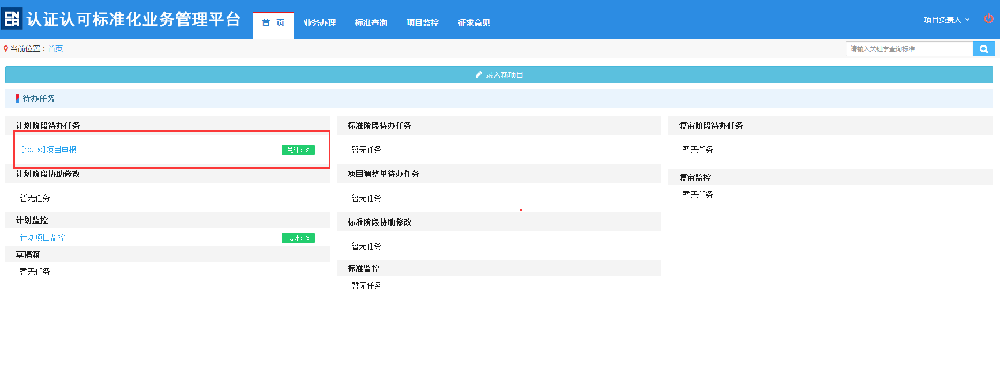 CNCA 认证认可标准化业务管理平台
首 页 业务办理 标准查询 项目监控 征求意见
项目负责人
当前位置：首页
请输入关键字查询标准
录入新项目
待办任务
计划阶段待办任务
[10.20]项目申报 总计: 2
计划阶段协助修改
暂无任务
计划监控
计划项目监控 总计: 3
草稿箱
暂无任务
标准阶段待办任务
暂无任务
项目调整单待办任务
暂无任务
标准阶段协助修改
暂无任务
标准监控
暂无任务
复审阶段待办任务
暂无任务
复审监控
暂无任务